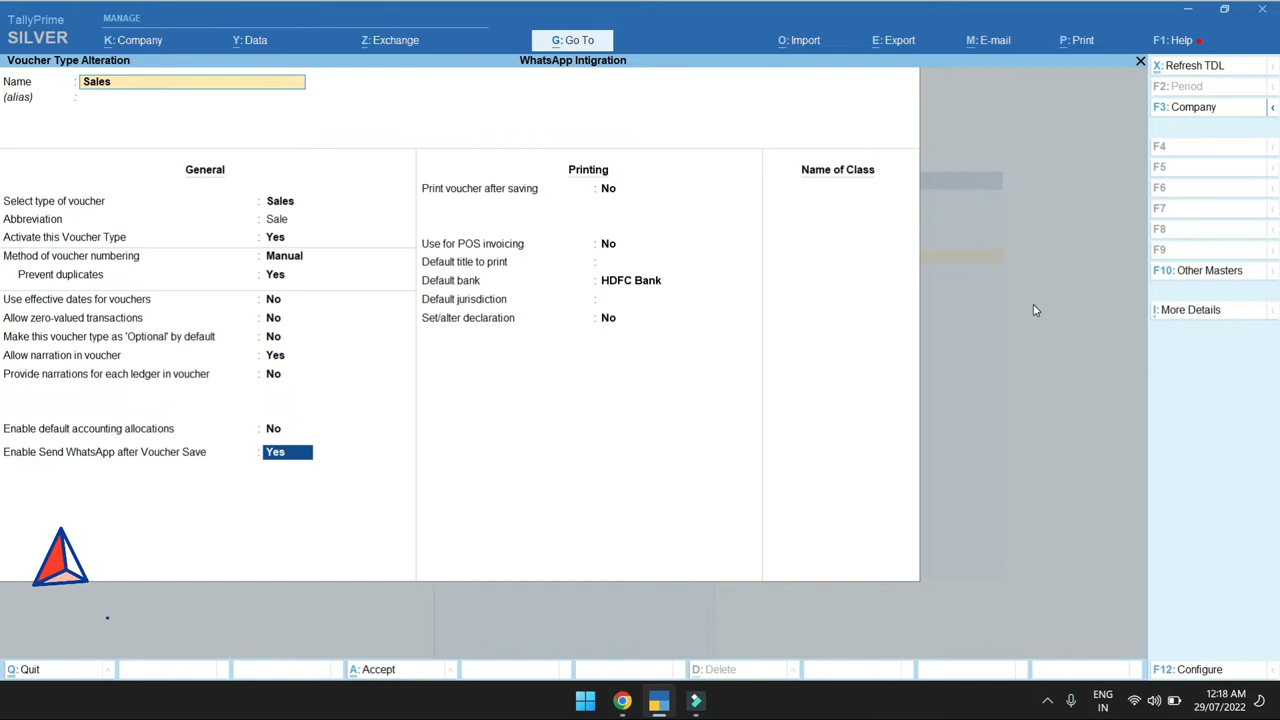 TallyPrime
SILVER
MANAGE
K: Company
Y: Data
Z: Exchange
G: Go To
O: Import
E: Export
M: E-mail
P: Print
F1: Help
Voucher Type Alteration
WhatsApp Intigration
Name : Sales
(alias) :
General
Select type of voucher : Sales
Abbreviation : Sale
Activate this Voucher Type : Yes
Method of voucher numbering : Manual
Prevent duplicates : Yes
Use effective dates for vouchers : No
Allow zero-valued transactions : No
Make this voucher type as 'Optional' by default : No
Allow narration in voucher : Yes
Provide narrations for each ledger in voucher : No
Enable default accounting allocations : No
Enable Send WhatsApp after Voucher Save : Yes
Printing
Print voucher after saving : No
Use for POS invoicing : No
Default title to print :
Default bank : HDFC Bank
Default jurisdiction :
Set/alter declaration : No
Name of Class
X: Refresh TDL
F2: Period
F3: Company
F4
F5
F6
F7
F8
F9
F10: Other Masters
I: More Details
Q: Quit
A: Accept
D: Delete
F12: Configure
ENG
IN
12:18 AM
29/07/2022